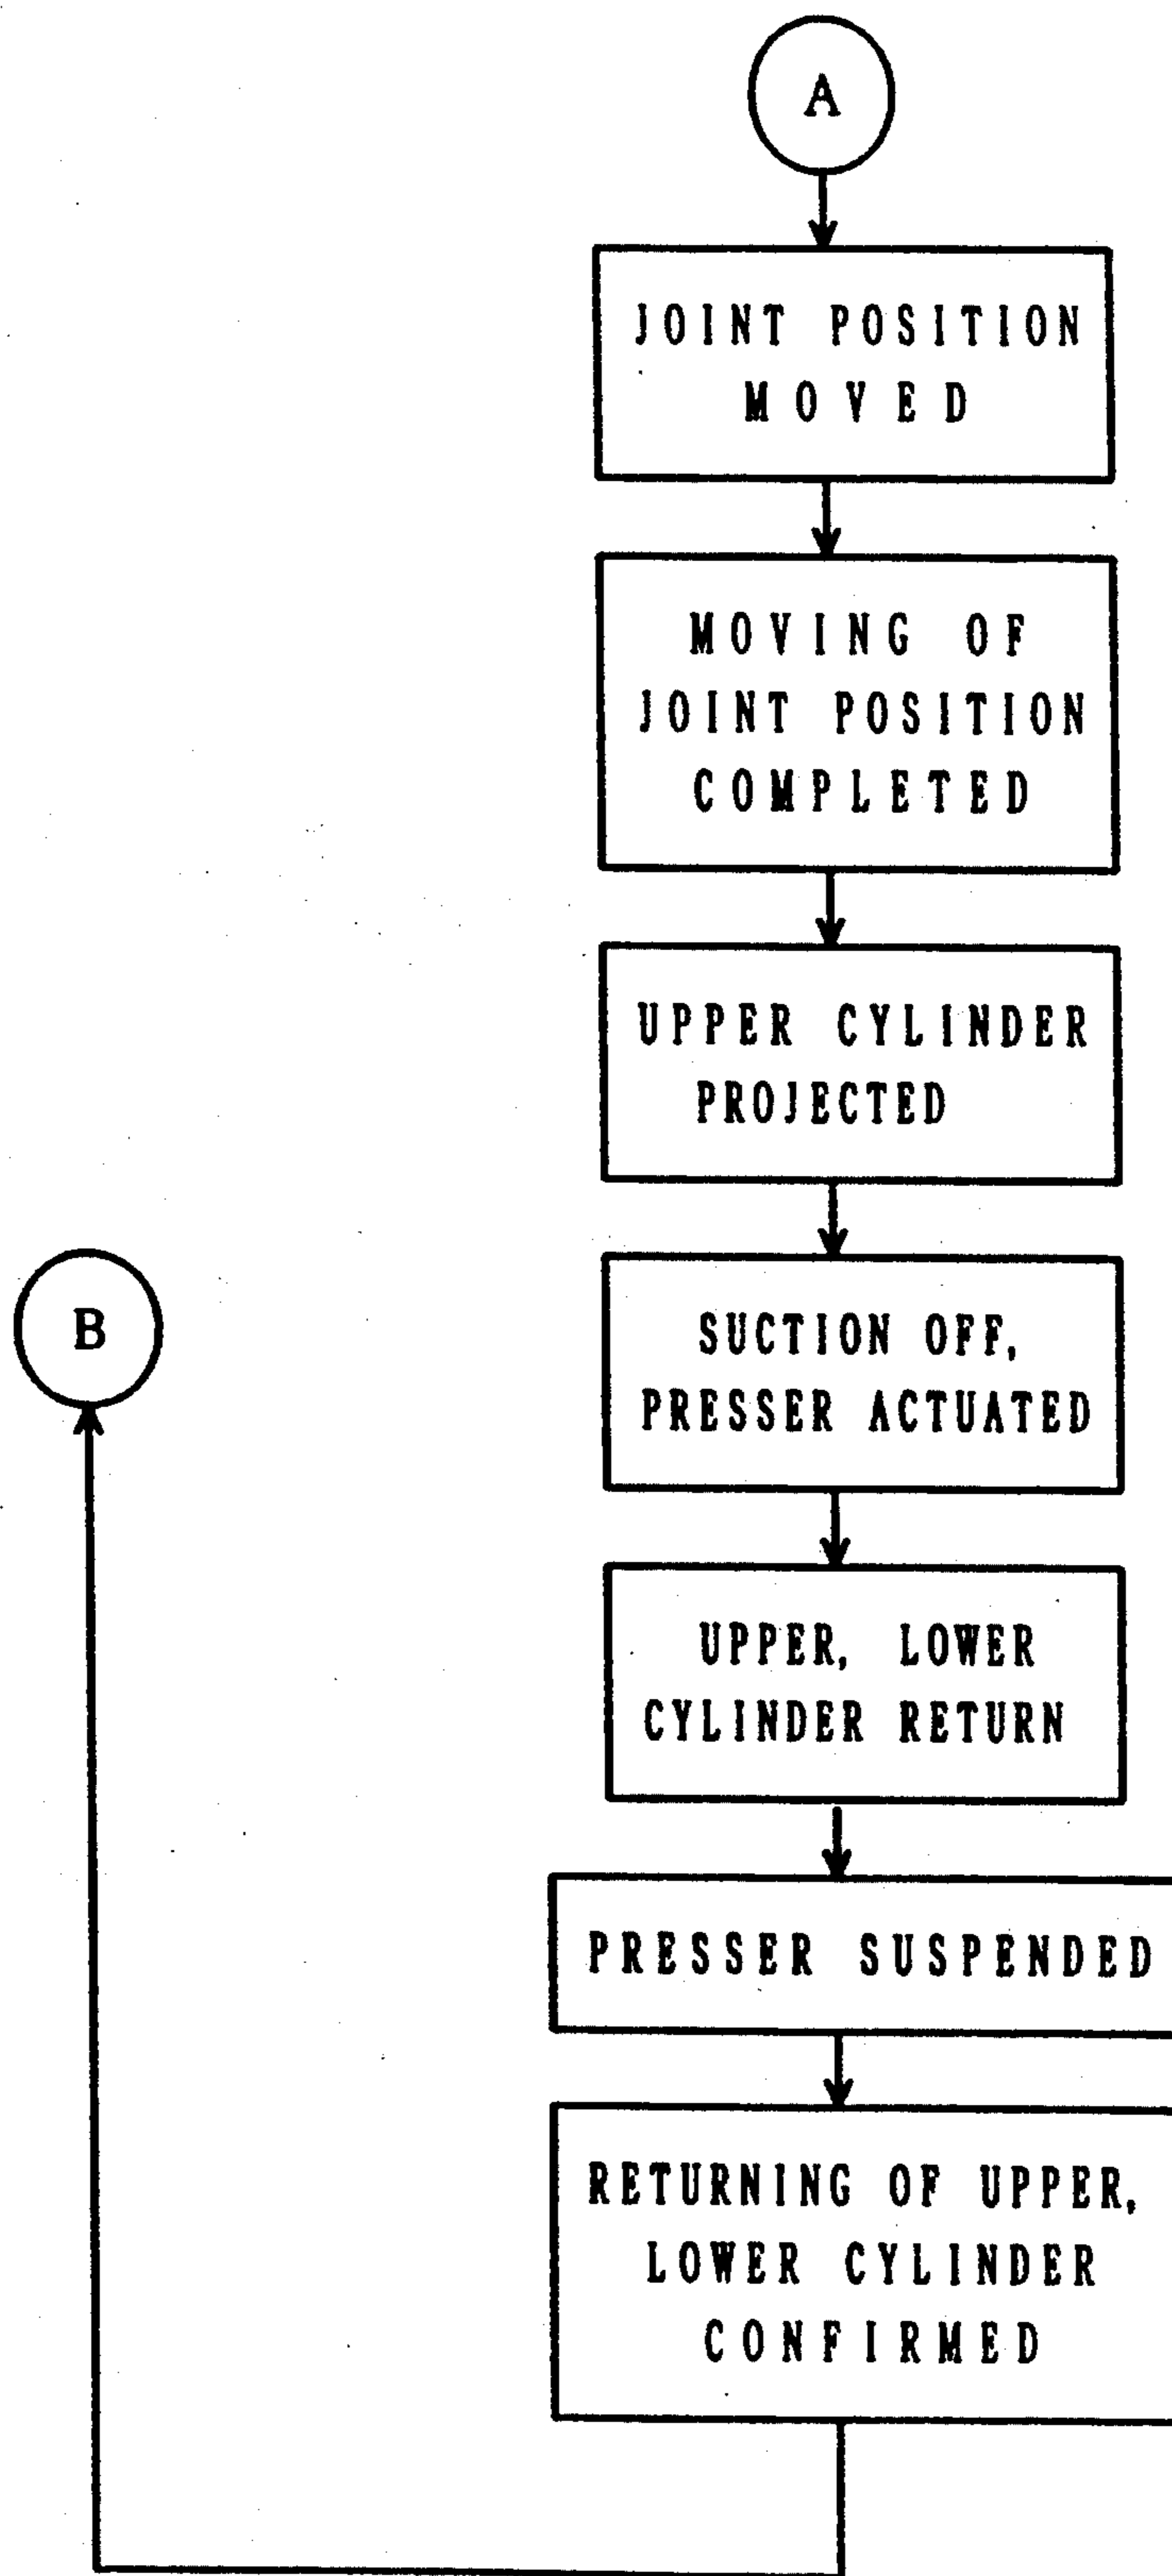 A
JOINT POSITION
MOVED
MOVING OF
JOINT POSITION
COMPLETED
UPPER CYLINDER
PROJECTED
SUCTION OFF,
PRESSER ACTUATED
UPPER, LOWER
CYLINDER RETURN
PRESSER SUSPENDED
RETURNING OF UPPER,
LOWER CYLINDER
CONFIRMED
B